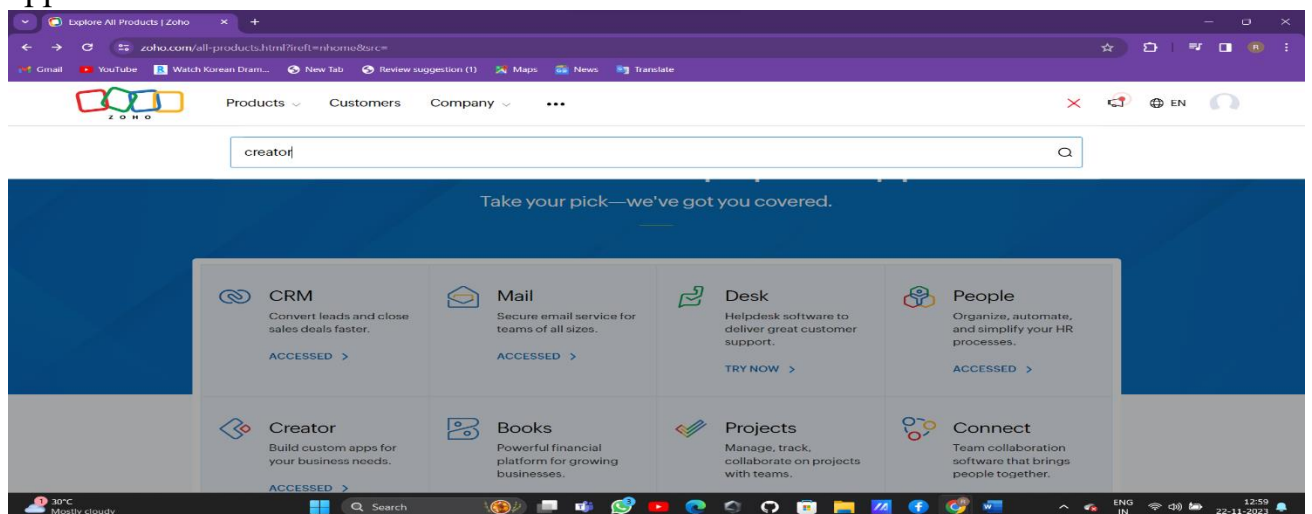 Explore All Products | Zoho
zoho.com/all-products.html?ireft=nhome&src=
Gmail YouTube Watch Korean Dram... New Tab Review suggestion (1) Maps News Translate
ZOHO
Products Customers Company ••• EN
creator
Take your pick—we've got you covered.
CRM
Convert leads and close
sales deals faster.
ACCESSED >
Mail
Secure email service for
teams of all sizes.
ACCESSED >
Desk
Helpdesk software to
deliver great customer
support.
TRY NOW >
People
Organize, automate,
and simplify your HR
processes.
ACCESSED >
Creator
Build custom apps for
your business needs.
ACCESSED >
Books
Powerful financial
platform for growing
businesses.
Projects
Manage, track,
collaborate on projects
with teams.
Connect
Team collaboration
software that brings
people together.
1
30°C
Mostly cloudy
Search
ENG
IN
12:59
22-11-2023